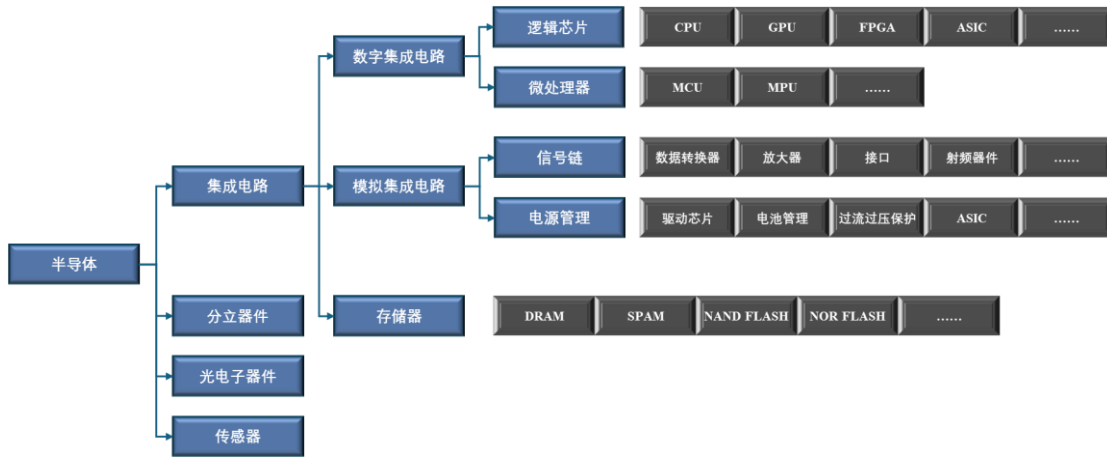 逻辑芯片 CPU GPU FPGA ASIC ……
数字集成电路
微处理器 MCU MPU ……
信号链 数据转换器 放大器 接口 射频器件 ……
集成电路 模拟集成电路
电源管理 驱动芯片 电池管理 过流过压保护 ASIC ……
半导体
分立器件 存储器 DRAM SPAM NAND FLASH NOR FLASH ……
光电子器件
传感器